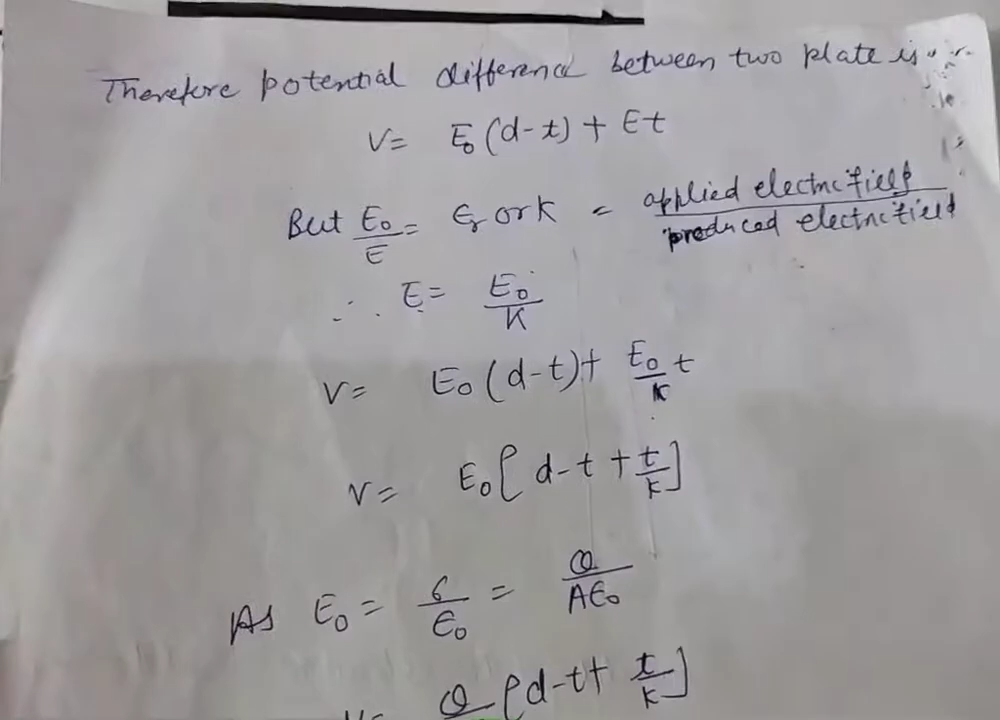 Therefore potential difference between two plate is
V= E₀(d-t) + Et
But E₀/E = ϵr or k = applied electric field/produced electric field
∴ E= E₀/K
V= E₀(d-t)+ E₀/K t
V= E₀[d-t+t/K]
As E₀ = σ/ϵ₀ = Q/Aϵ₀
Q [d-t+ t/K]